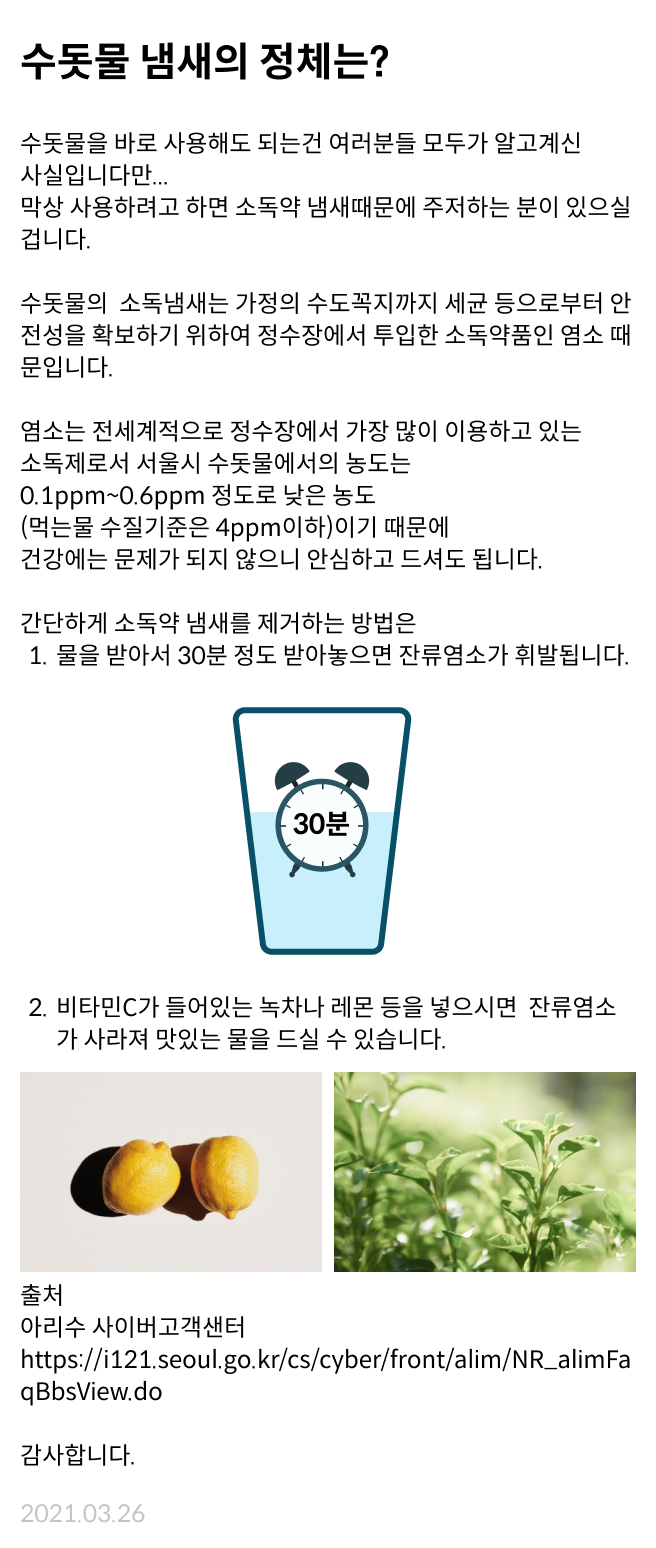 수돗물 냄새의 정체는?
수돗물을 바로 사용해도 되는건 여러분들 모두가 알고계신
사실입니다만...
막상 사용하려고 하면 소독약 냄새때문에 주저하는 분이 있으실
겁니다.
수돗물의  소독냄새는 가정의 수도꼭지까지 세균 등으로부터 안
전성을 확보하기 위하여 정수장에서 투입한 소독약품인 염소 때
문입니다.
염소는 전세계적으로 정수장에서 가장 많이 이용하고 있는
소독제로서 서울시 수돗물에서의 농도는
0.1ppm~0.6ppm 정도로 낮은 농도
(먹는물 수질기준은 4ppm이하)이기 때문에
건강에는 문제가 되지 않으니 안심하고 드셔도 됩니다.
간단하게 소독약 냄새를 제거하는 방법은
1. 물을 받아서 30분 정도 받아놓으면 잔류염소가 휘발됩니다.
30분
2. 비타민C가 들어있는 녹차나 레몬 등을 넣으시면  잔류염소
가 사라져 맛있는 물을 드실 수 있습니다.
출처
아리수 사이버고객샌터
https://i121.seoul.go.kr/cs/cyber/front/alim/NR_alimFa
qBbsView.do
감사합니다.
2021.03.26